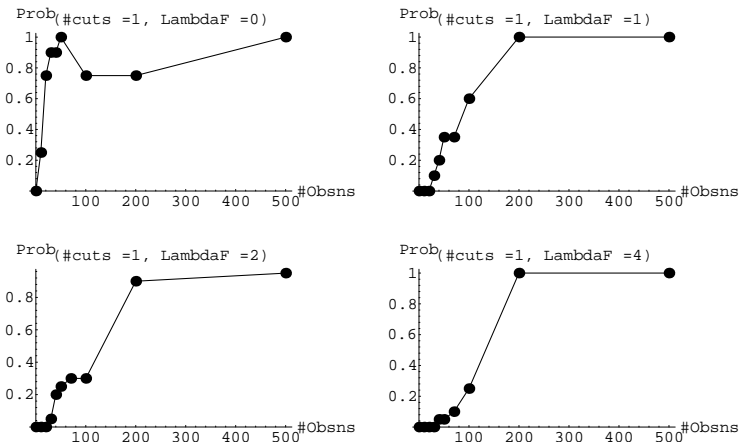 Prob(#cuts =1, LambdaF =0)
1
0.8
0.6
0.4
0.2
100 200 300 400 500
#Obsns
Prob(#cuts =1, LambdaF =1)
1
0.8
0.6
0.4
0.2
100 200 300 400 500
#Obsns
Prob(#cuts =1, LambdaF =2)
0.8
0.6
0.4
0.2
100 200 300 400 500
#Obsns
Prob(#cuts =1, LambdaF =4)
1
0.8
0.6
0.4
0.2
100 200 300 400 500
#Obsns